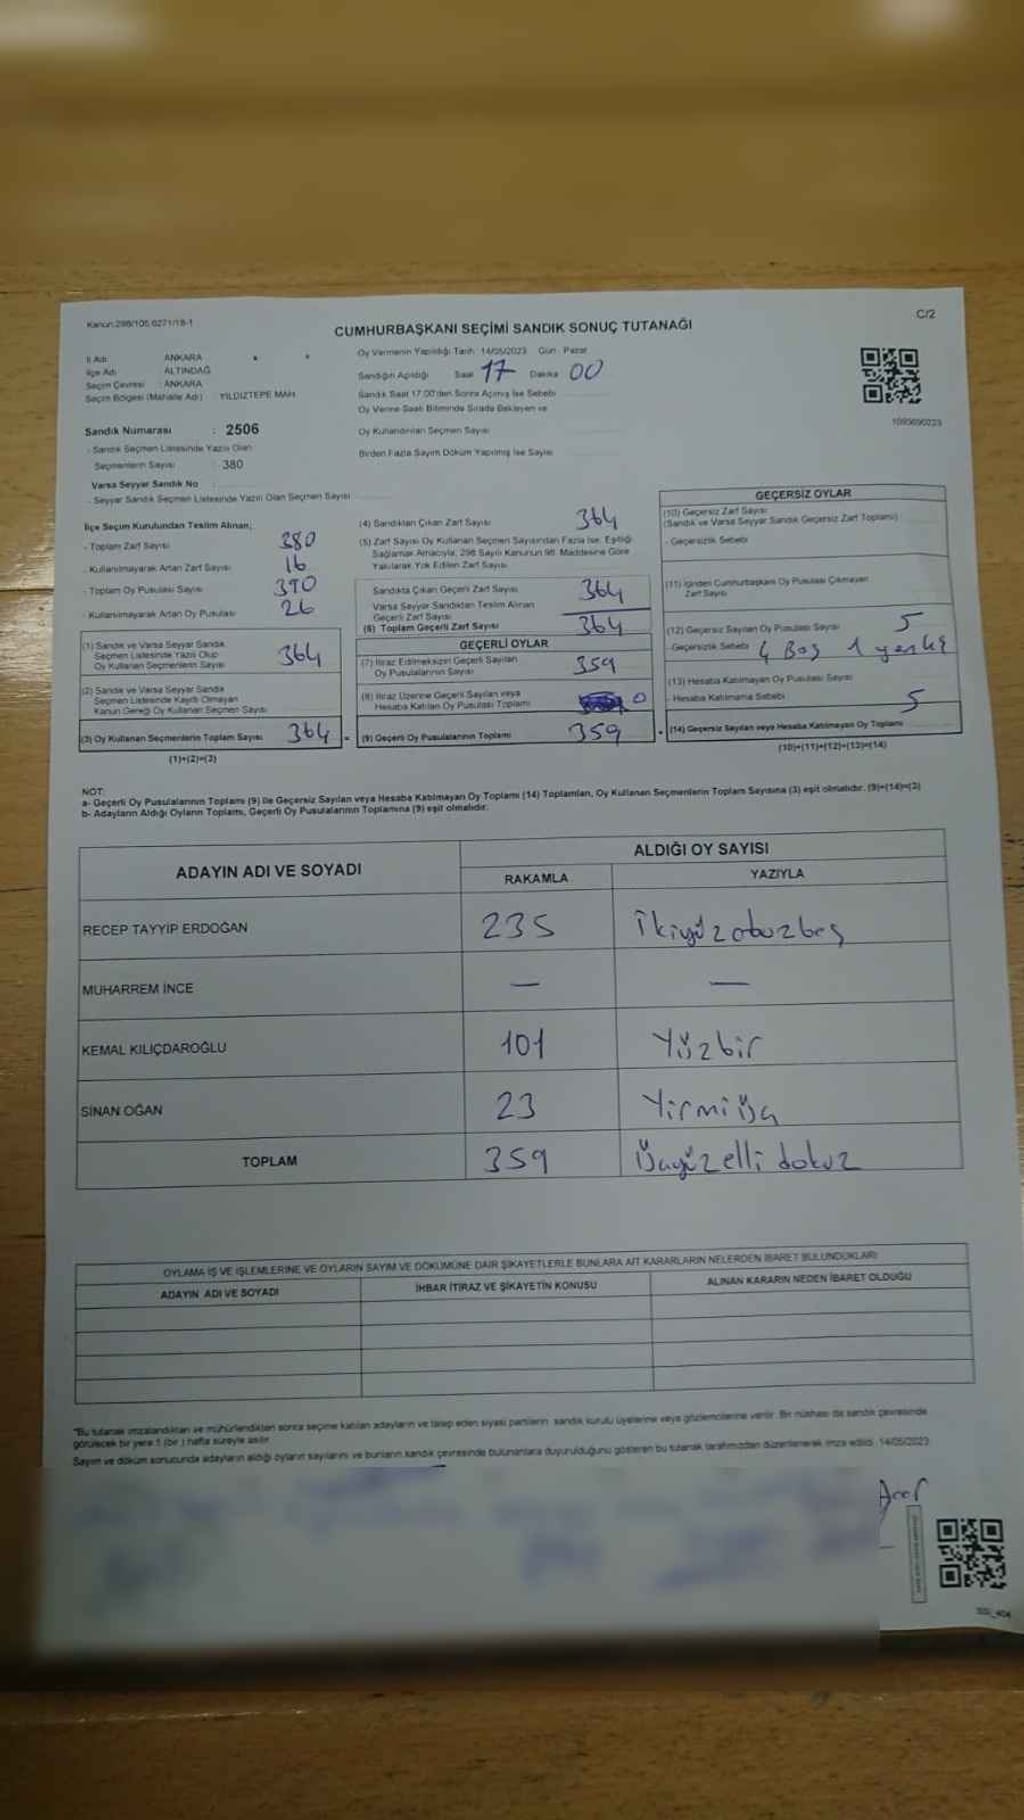 Kanun:298/105 6271/18-1
C/2
CUMHURBAŞKANI SEÇİMİ SANDIK SONUÇ TUTANAĞI
İl Adı ANKARA
İlçe Adı ALTINDAĞ
Seçim Çevresi : ANKARA
Seçim Bölgesi (Mahalle Adı) YILDIZTEPE MAH
Sandık Numarası : 2506
- Sandık Seçmen Listesinde Yazılı Olan
Seçmenlerin Sayısı : 380
Varsa Seyyar Sandık No :
- Seyyar Sandık Seçmen Listesinde Yazılı Olan Seçmen Sayısı
Oy Vermenin Yapıldığı Tarih : 14/05/2023 Gün : Pazar
Sandığın Açıldığı Saat 17 Dakika 00
Sandık Saat 17.00'den Sonra Açılmış İse Sebebi
Oy Verme Saati Bitiminde Sırada Bekleyen ve
Oy Kullandırılan Seçmen Sayısı
Birden Fazla Sayım Döküm Yapılmış İse Sayısı
1095690223
İlçe Seçim Kurulundan Teslim Alınan;
- Toplam Zarf Sayısı 380
- Kullanılmayarak Artan Zarf Sayısı 16
- Toplam Oy Pusulası Sayısı 390
- Kullanılmayarak Artan Oy Pusulası 26
(1) Sandık ve Varsa Seyyar Sandık
Seçmen Listesinde Yazılı Olup
Oy Kullanan Seçmenlerin Sayısı 364
(2) Sandık ve Varsa Seyyar Sandık
Seçmen Listesinde Kayıtlı Olmayan
Kanun Gereği Oy Kullanan Seçmen Sayısı
(3) Oy Kullanan Seçmenlerin Toplam Sayısı 364
(1)+(2)=(3)
(4) Sandıktan Çıkan Zarf Sayısı 364
(5) Zarf Sayısı Oy Kullanan Seçmen Sayısından Fazla İse, Eşitliği
Sağlamak Amacıyla, 298 Sayılı Kanunun 98. Maddesine Göre
Yakılarak Yok Edilen Zarf Sayısı
Sandıkta Çıkan Geçerli Zarf Sayısı 364
Varsa Seyyar Sandıktan Teslim Alınan
Geçerli Zarf Sayısı
(6) Toplam Geçerli Zarf Sayısı 364
GEÇERLİ OYLAR
(7) İtiraz Edilmeksizin Geçerli Sayılan
Oy Pusulalarının Sayısı 359
(8) İtiraz Üzerine Geçerli Sayılan veya
Hesaba Katılan Oy Pusulası Toplamı 0
(9) Geçerli Oy Pusulalarının Toplamı 359
GEÇERSİZ OYLAR
(10) Geçersiz Zarf Sayısı
(Sandık ve Varsa Seyyar Sandık Geçersiz Zarf Toplamı)
- Geçersizlik Sebebi
(11) İçinden Cumhurbaşkanı Oy Pusulası Çıkmayan
Zarf Sayısı
(12) Geçersiz Sayılan Oy Pusulası Sayısı 5
- Geçersizlik Sebebi 4 Boş 1
(13) Hesaba Katılmayan Oy Pusulası Sayısı
- Hesaba Katılmama Sebebi
(14) Geçersiz Sayılan veya Hesaba Katılmayan Oy Toplamı 5
(10)+(11)+(12)+(13)=(14)
NOT:
a- Geçerli Oy Pusulalarının Toplamı (9) ile Geçersiz Sayılan veya Hesaba Katılmayan Oy Toplamı (14) Toplamları, Oy Kullanan Seçmenlerin Toplam Sayısına (3) eşit olmalıdır. (9)+(14)=(3)
b- Adayların Aldığı Oyların Toplamı, Geçerli Oy Pusulalarının Toplamına (9) eşit olmalıdır.
ADAYIN ADI VE SOYADI
ALDIĞI OY SAYISI
RAKAMLA YAZIYLA
RECEP TAYYİP ERDOĞAN 235 ikiyüzotuzbeş
MUHARREM İNCE — —
KEMAL KILIÇDAROĞLU 101 Yüzbir
SİNAN OĞAN 23 Yirmiüç
TOPLAM 359 Üçyüzelli dokuz
OYLAMA İŞ VE İŞLEMLERİNE VE OYLARIN SAYIM VE DÖKÜMÜNE DAİR ŞİKAYETLERLE BUNLARA AİT KARARLARIN NELERDEN İBARET BULUNDUKLARI
ADAYIN ADI VE SOYADI İHBAR İTİRAZ VE ŞİKAYETİN KONUSU ALINAN KARARIN NEDEN İBARET OLDUĞU
"Bu tutanak imzalandıktan ve mühürlendikten sonra seçime katılan adayların ve talep eden siyasi partilerin sandık kurulu üyelerine veya gözlemcilerine verilir. Bir nüshası da sandık çevresinde
görülecek bir yere 1 (bir) hafta süreyle asılır.
Sayım ve döküm sonucunda adayların aldığı oyların sayılarını ve bunların sandık çevresinde bulunanlara duyurulduğunu gösteren bu tutanak tarafımızdan düzenlenerek imza edildi. 14/05/2023